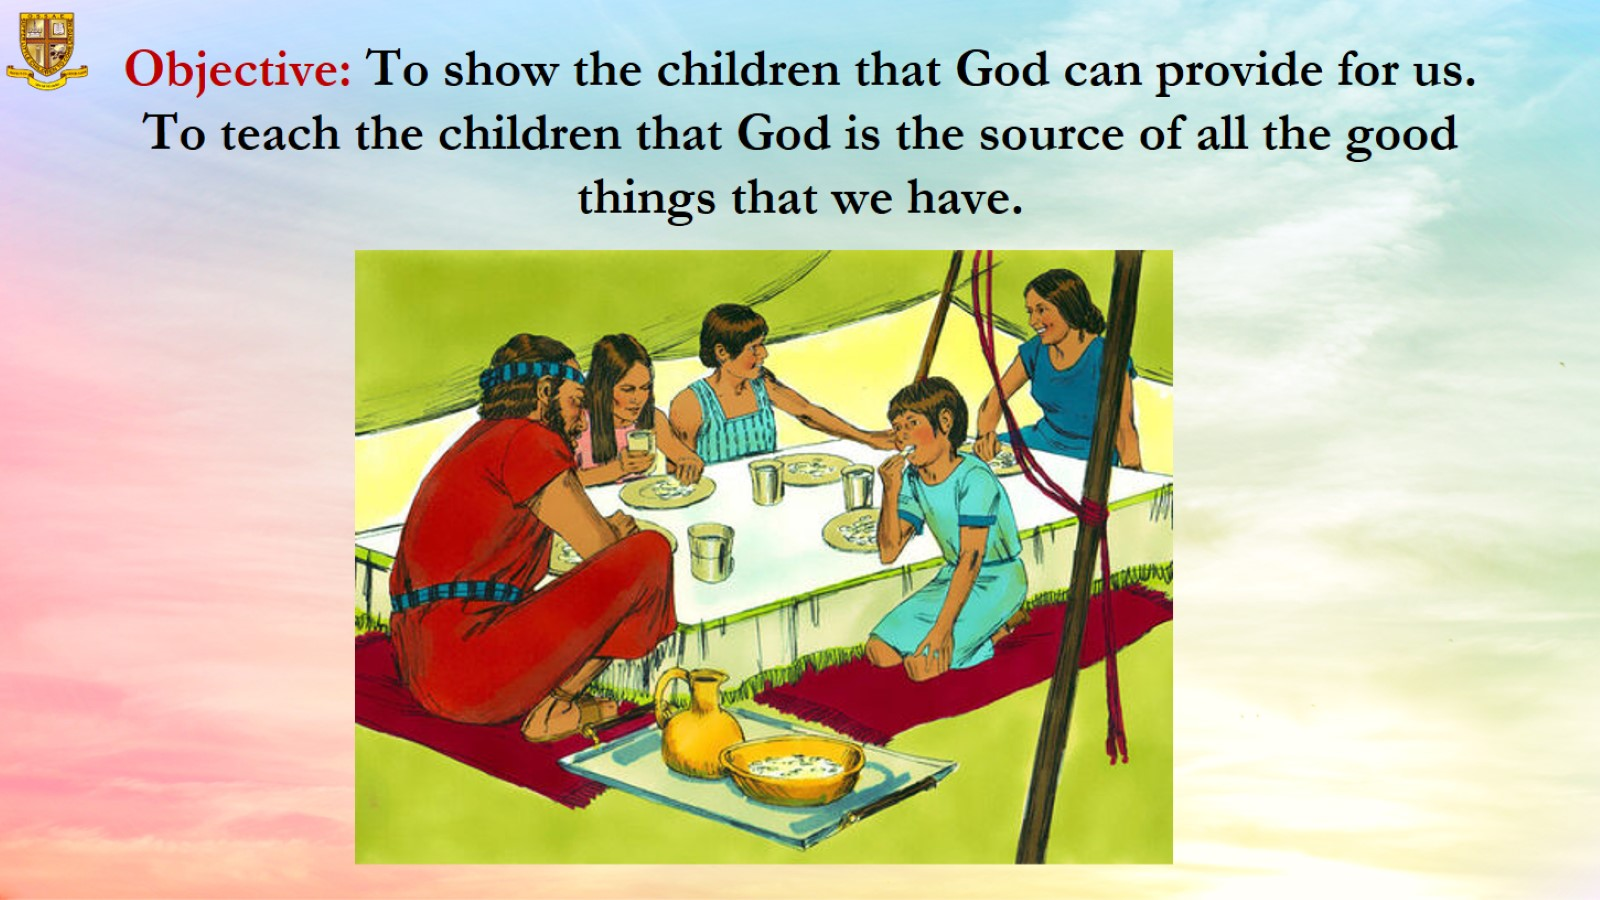 Objective: To show the children that God can provide for us.
To teach the children that God is the source of all the good
things that we have.